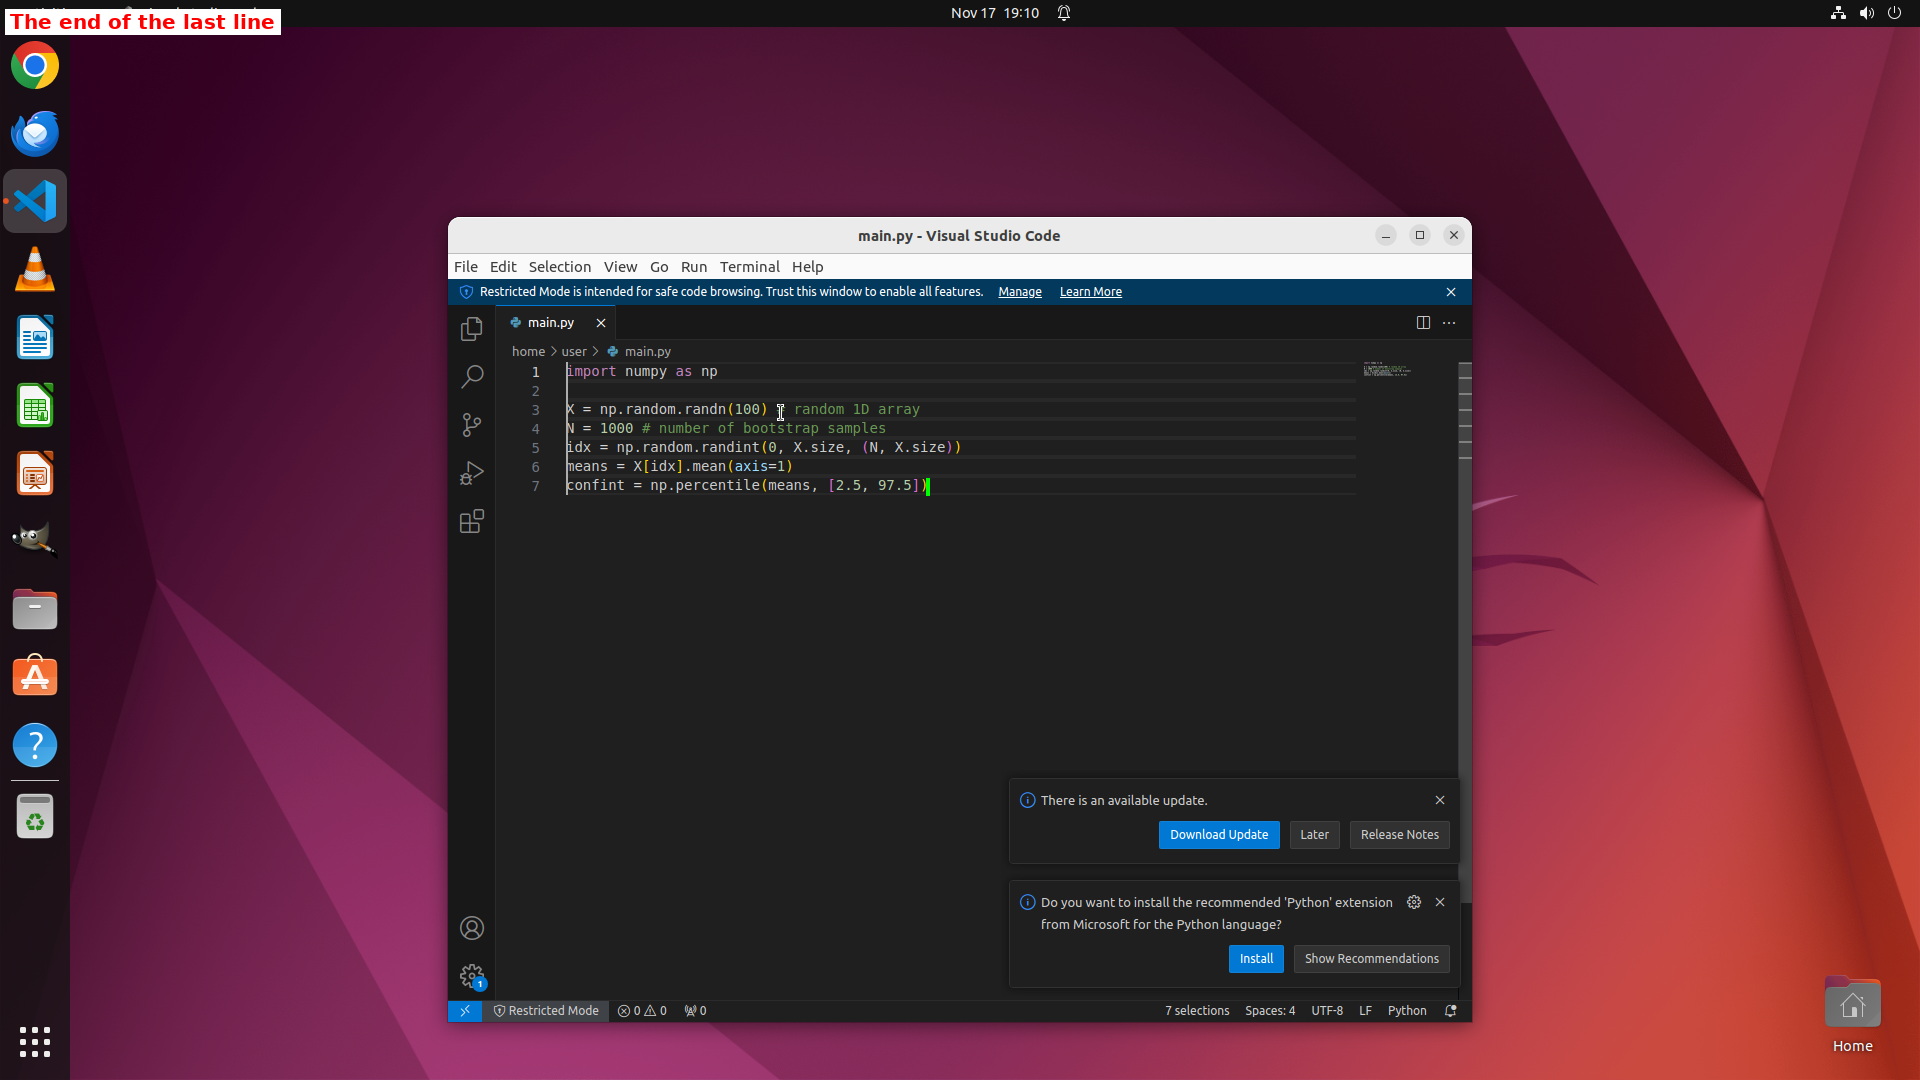 The end of the last line
Nov 17 19:10
main.py - Visual Studio Code
File Edit Selection View Go Run Terminal Help
Restricted Mode is intended for safe code browsing. Trust this window to enable all features. Manage Learn More
main.py
home > user > main.py
1 import numpy as np
2
3 X = np.random.randn(100) # random 1D array
4 N = 1000 # number of bootstrap samples
5 idx = np.random.randint(0, X.size, (N, X.size))
6 means = X[idx].mean(axis=1)
7 confint = np.percentile(means, [2.5, 97.5])
There is an available update.
Download Update Later Release Notes
Do you want to install the recommended 'Python' extension
from Microsoft for the Python language?
Install Show Recommendations
1
Restricted Mode 0 0 0 7 selections Spaces: 4 UTF-8 LF Python
Home